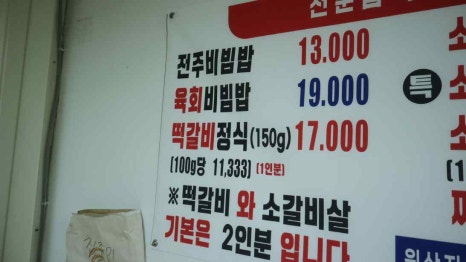 전주비빔밥 13.000
육회비빔밥 19.000
떡갈비정식(150g) 17.000
(100g당 11,333) (1인분)
※ 떡갈비 와 소갈비살
기본은 2인분 입니다
특